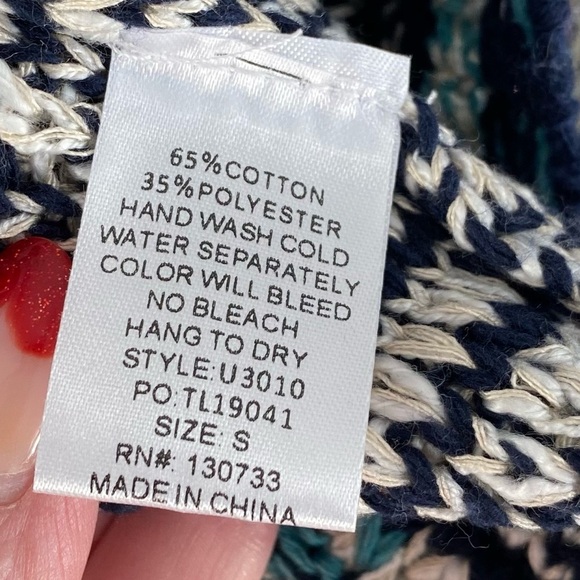 65%COTTON
35%POLYESTER
HAND WASH COLD
WATER SEPARATELY
COLOR WILL BLEED
NO BLEACH
HANG TO DRY
STYLE:U3010
PO:TL19041
SIZE: S
RN#: 130733
MADE IN CHINA